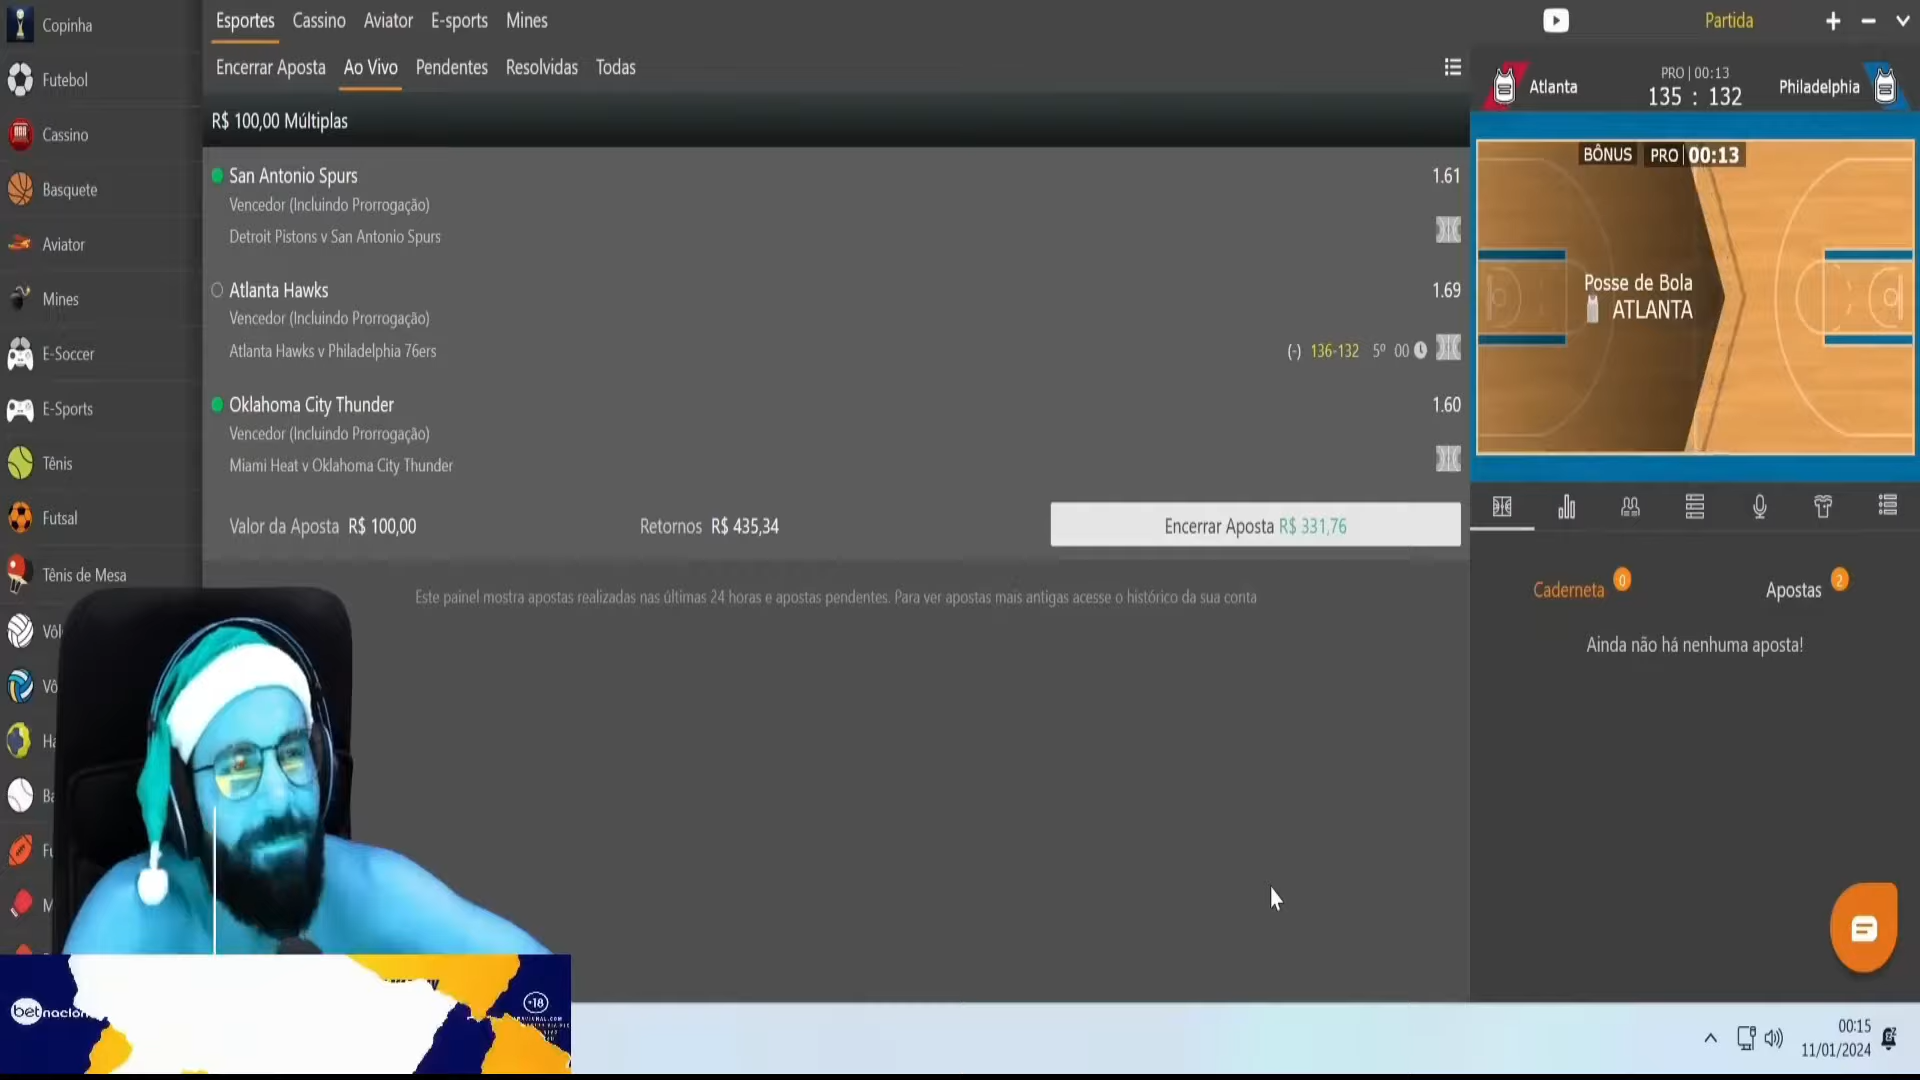 Copinha
Futebol
Cassino
Basquete
Aviator
Mines
E-Soccer
E-Sports
Tênis
Futsal
Tênis de Mesa
Esportes Cassino Aviator E-sports Mines
Encerrar Aposta Ao Vivo Pendentes Resolvidas Todas
R$ 100,00 Múltiplas
San Antonio Spurs 1.61
Vencedor (Incluindo Prorrogação)
Detroit Pistons v San Antonio Spurs
Atlanta Hawks 1.69
Vencedor (Incluindo Prorrogação)
Atlanta Hawks v Philadelphia 76ers (-) 136-132 5º 00
Oklahoma City Thunder 1.60
Vencedor (Incluindo Prorrogação)
Miami Heat v Oklahoma City Thunder
Valor da Aposta R$ 100,00 Retornos R$ 435,34 Encerrar Aposta R$ 331,76
Este painel mostra apostas realizadas nas últimas 24 horas e apostas pendentes. Para ver apostas mais antigas acesse o histórico da sua conta
Partida
PRO | 00:13
Atlanta 135 : 132 Philadelphia
BÔNUS PRO | 00:13
Posse de Bola
ATLANTA
Caderneta 0 Apostas 2
Ainda não há nenhuma aposta!
betnacion
+18
00:15
11/01/2024